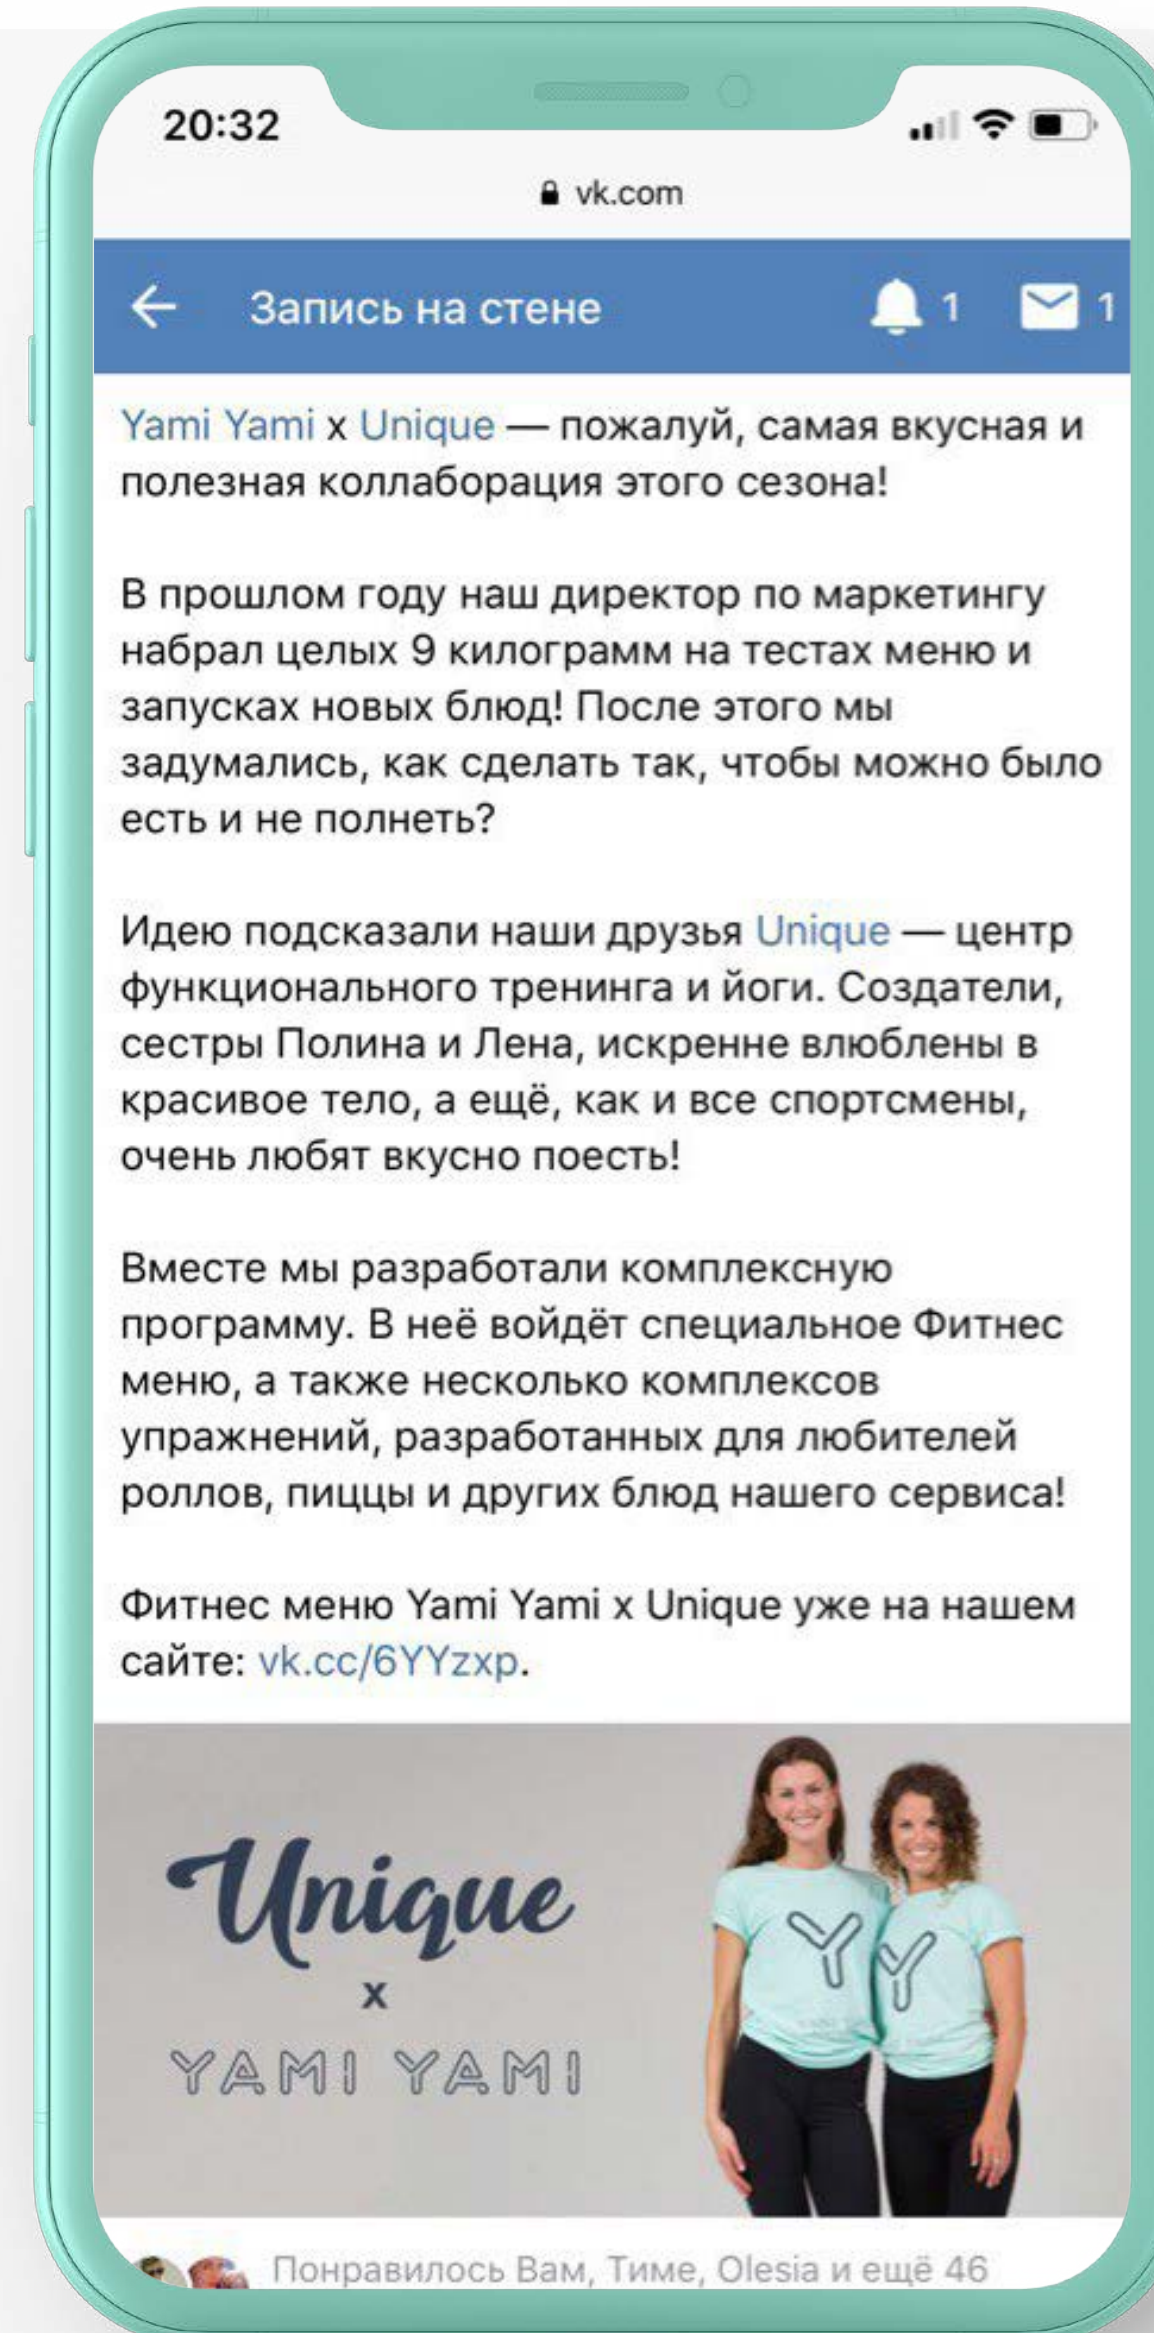 20:32
vk.com
Запись на стене
1
1
Yami Yami x Unique — пожалуй, самая вкусная и
полезная коллаборация этого сезона!
В прошлом году наш директор по маркетингу
набрал целых 9 килограмм на тестах меню и
запусках новых блюд! После этого мы
задумались, как сделать так, чтобы можно было
есть и не полнеть?
Идею подсказали наши друзья Unique — центр
функционального тренинга и йоги. Создатели,
сестры Полина и Лена, искренне влюблены в
красивое тело, а ещё, как и все спортсмены,
очень любят вкусно поесть!
Вместе мы разработали комплексную
программу. В неё войдёт специальное Фитнес
меню, а также несколько комплексов
упражнений, разработанных для любителей
роллов, пиццы и других блюд нашего сервиса!
Фитнес меню Yami Yami x Unique уже на нашем
сайте: vk.cc/6YYzxp.
Unique
x
YAMI YAMI
Y Y
Понравилось Вам, Тиме, Olesia и ещё 46